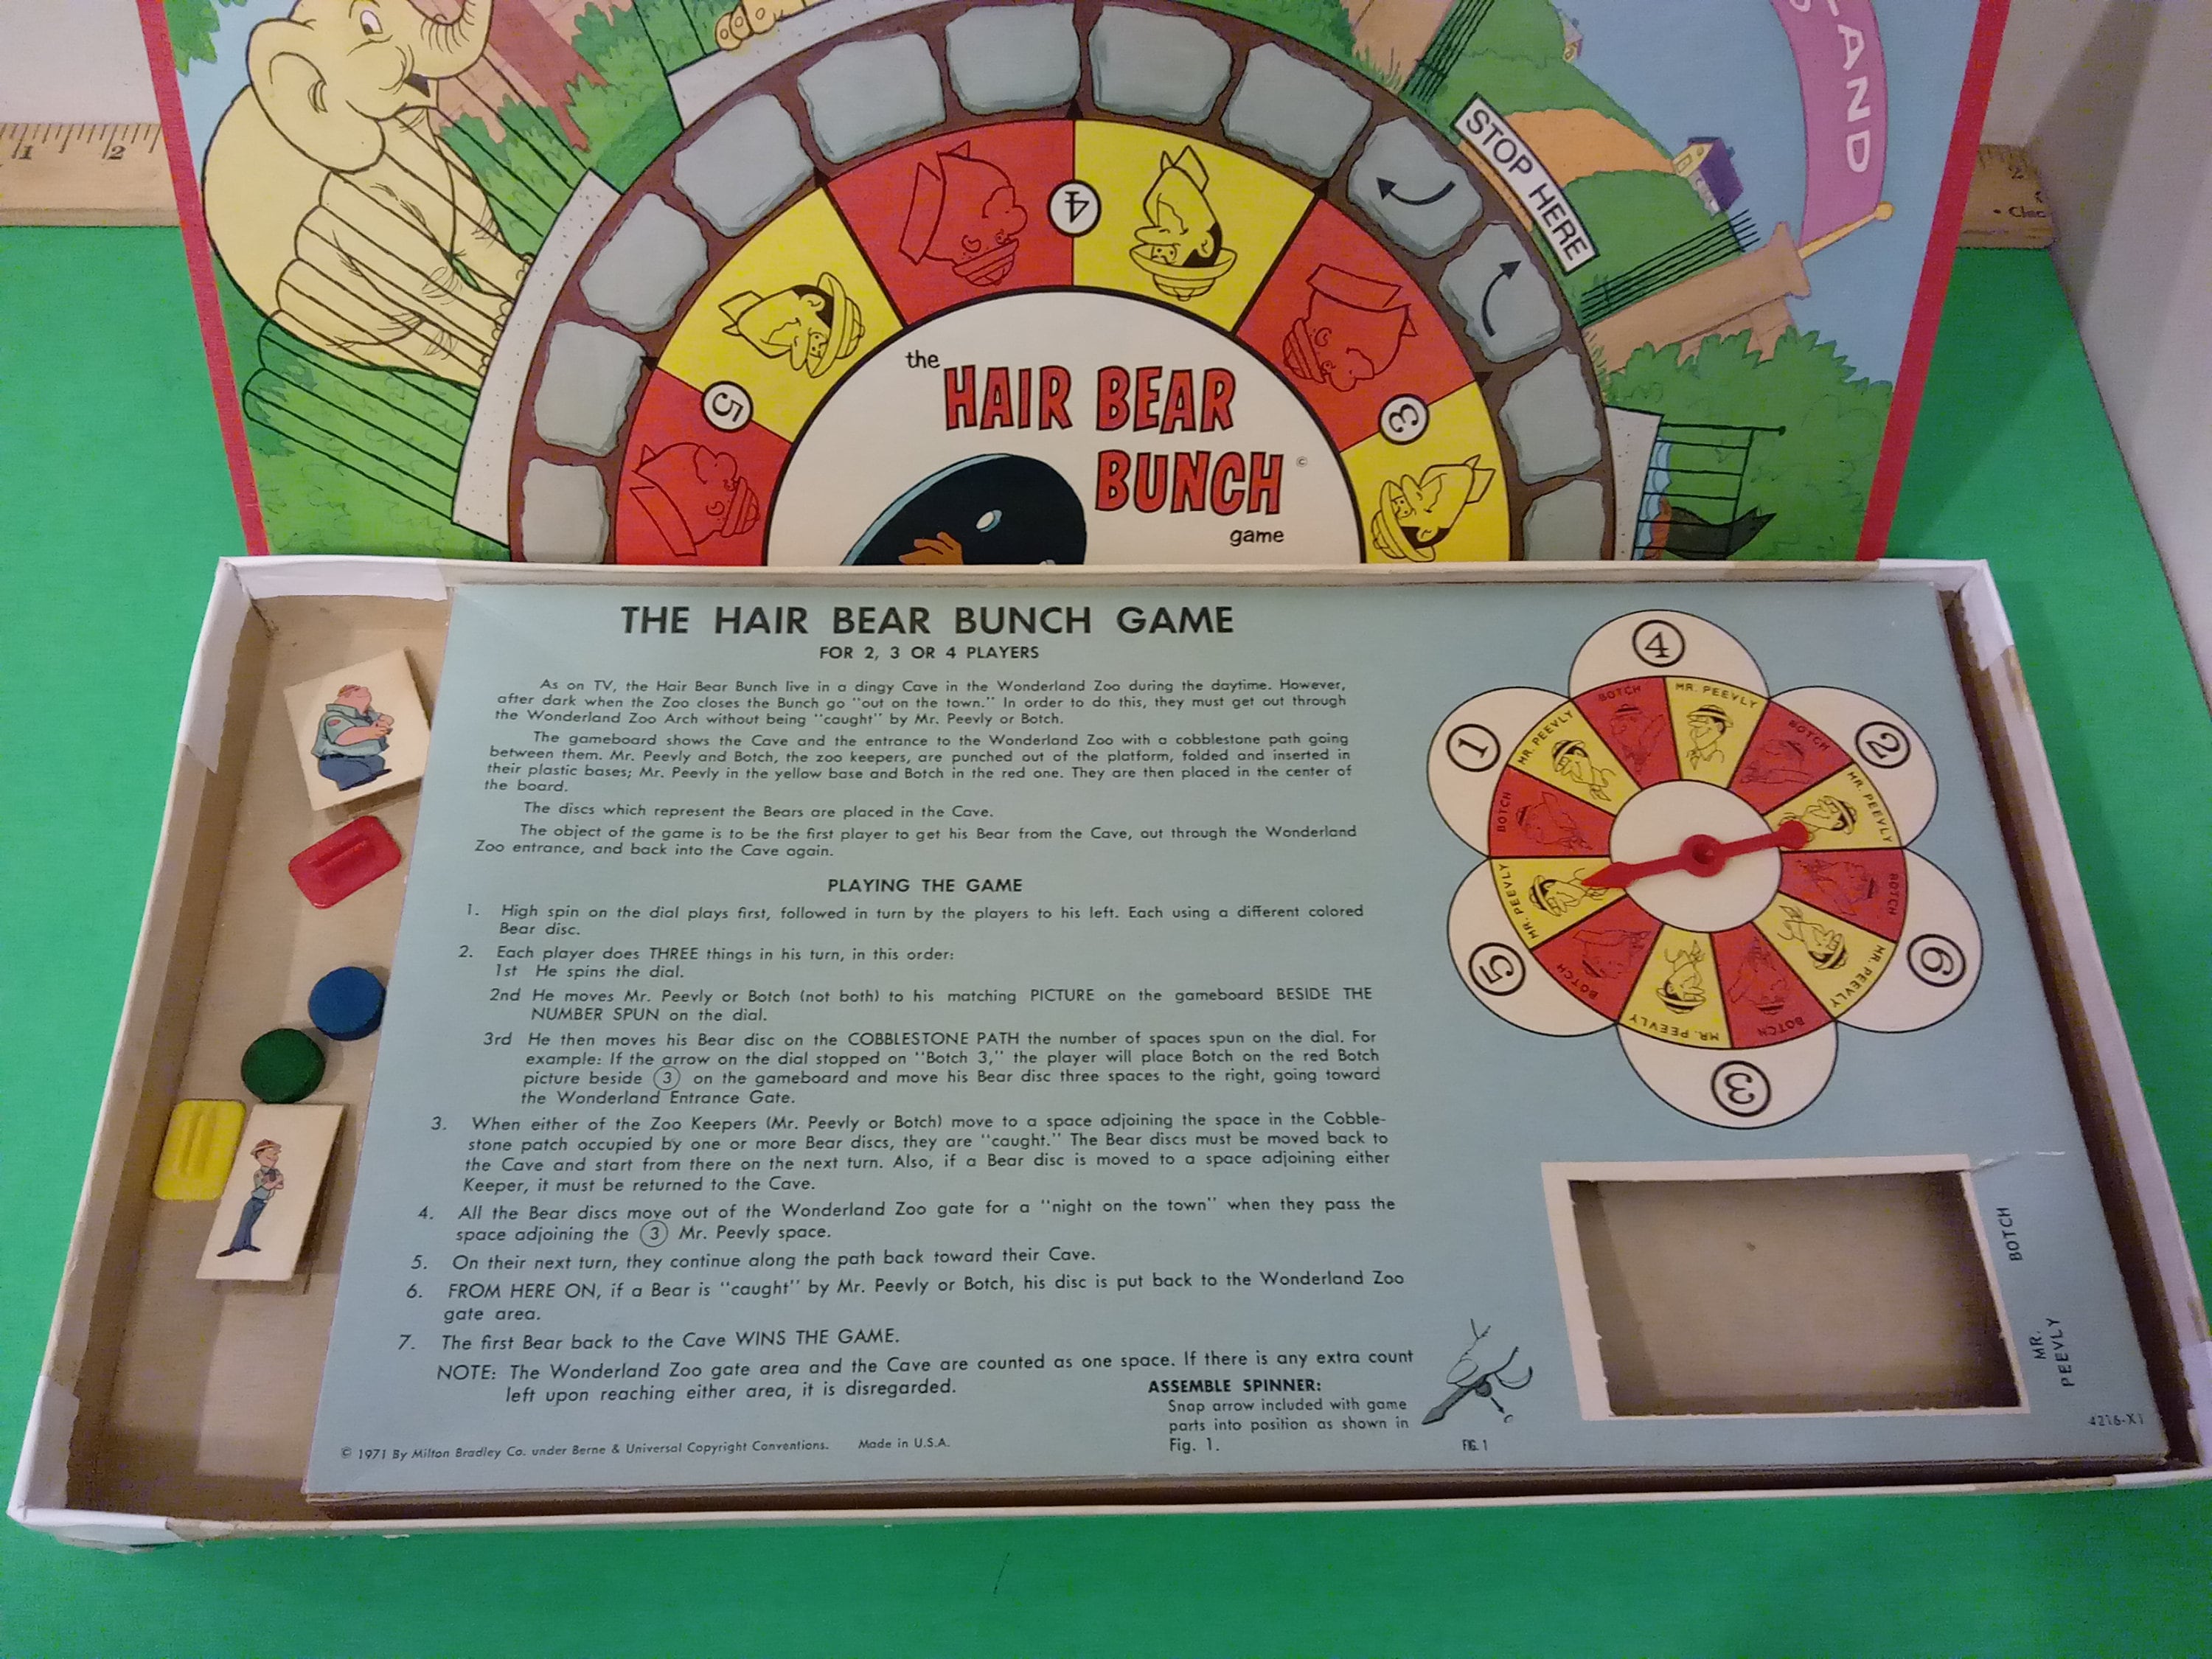 1 2
LAND
2
STOP HERE
4
5
3
the
HAIR BEAR
BUNCH ©
game
THE HAIR BEAR BUNCH GAME
FOR 2, 3 OR 4 PLAYERS
As on TV, the Hair Bear Bunch live in a dingy Cave in the Wonderland Zoo during the daytime. However,
after dark when the Zoo closes the Bunch go "out on the town." In order to do this, they must get out through
the Wonderland Zoo Arch without being "caught" by Mr. Peevly or Botch.
The gameboard shows the Cave and the entrance to the Wonderland Zoo with a cobblestone path going
between them. Mr. Peevly and Botch, the zoo keepers, are punched out of the platform, folded and inserted in
their plastic bases; Mr. Peevly in the yellow base and Botch in the red one. They are then placed in the center of
the board.
The discs which represent the Bears are placed in the Cave.
The object of the game is to be the first player to get his Bear from the Cave, out through the Wonderland
Zoo entrance, and back into the Cave again.
PLAYING THE GAME
1. High spin on the dial plays first, followed in turn by the players to his left. Each using a different colored
Bear disc.
2. Each player does THREE things in his turn, in this order:
1st He spins the dial.
2nd He moves Mr. Peevly or Botch (not both) to his matching PICTURE on the gameboard BESIDE THE
NUMBER SPUN on the dial.
3rd He then moves his Bear disc on the COBBLESTONE PATH the number of spaces spun on the dial. For
example: If the arrow on the dial stopped on "Botch 3," the player will place Botch on the red Botch
picture beside 3 on the gameboard and move his Bear disc three spaces to the right, going toward
the Wonderland Entrance Gate.
3. When either of the Zoo Keepers (Mr. Peevly or Botch) move to a space adjoining the space in the Cobble-
stone patch occupied by one or more Bear discs, they are "caught." The Bear discs must be moved back to
the Cave and start from there on the next turn. Also, if a Bear disc is moved to a space adjoining either
Keeper, it must be returned to the Cave.
4. All the Bear discs move out of the Wonderland Zoo gate for a "night on the town" when they pass the
space adjoining the 3 Mr. Peevly space.
5. On their next turn, they continue along the path back toward their Cave.
6. FROM HERE ON, if a Bear is "caught" by Mr. Peevly or Botch, his disc is put back to the Wonderland Zoo
gate area.
7. The first Bear back to the Cave WINS THE GAME.
NOTE: The Wonderland Zoo gate area and the Cave are counted as one space. If there is any extra count
left upon reaching either area, it is disregarded.
ASSEMBLE SPINNER:
Snap arrow included with game
parts into position as shown in
Fig. 1.
FIG. 1
© 1971 By Milton Bradley Co. under Berne & Universal Copyright Conventions. Made in U.S.A.
4
BOTCH
MR. PEEVLY
2
BOTCH
MR. PEEVLY
6
BOTCH
MR. PEEVLY
3
BOTCH
MR. PEEVLY
5
BOTCH
MR. PEEVLY
1
BOTCH
MR. PEEVLY
BOTCH
MR.
PEEVLY
4216-X1